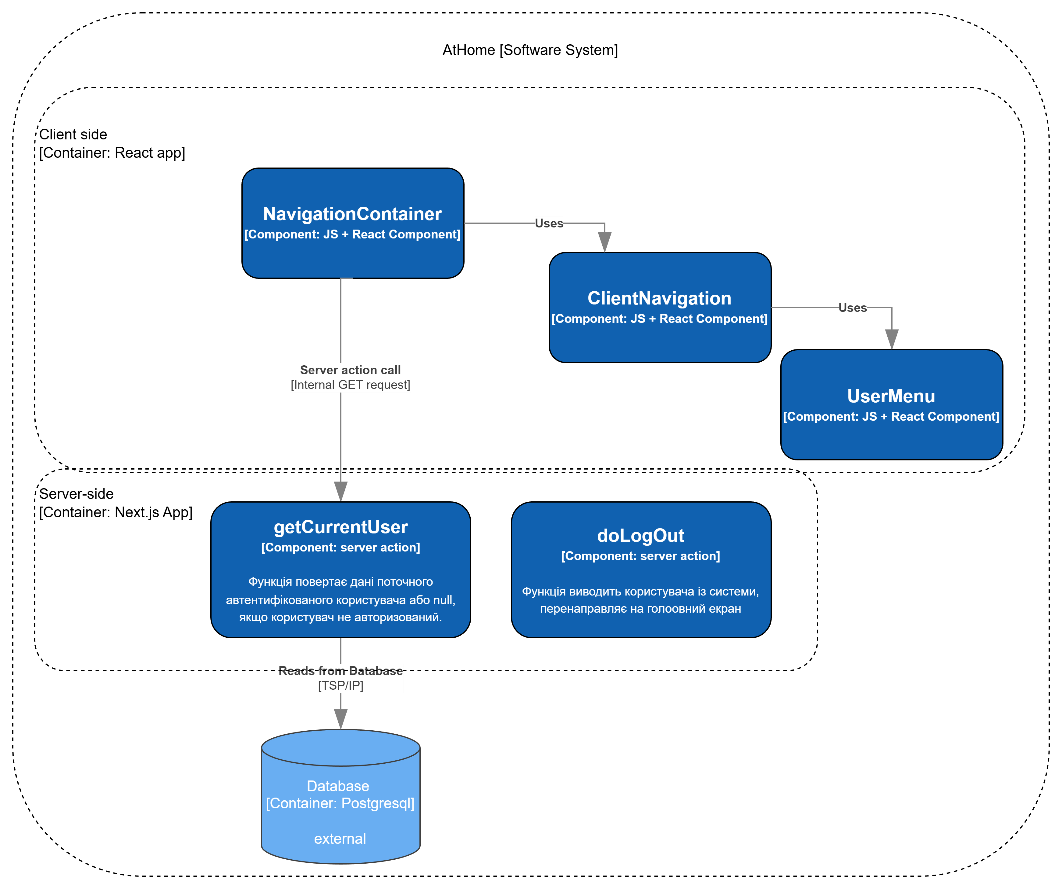 AtHome [Software System]
Client side
[Container: React app]
NavigationContainer
[Component: JS + React Component]
Uses
ClientNavigation
[Component: JS + React Component]
Uses
UserMenu
[Component: JS + React Component]
Server action call
[Internal GET request]
Server-side
[Container: Next.js App]
getCurrentUser
[Component: server action]
Функція повертає дані поточного
автентифікованого користувача або null,
якщо користувач не авторизований.
doLogOut
[Component: server action]
Функція виводить користувача із системи,
перенаправляє на голоовний екран
Reads from Database
[TSP/IP]
Database
[Container: Postgresql]
external